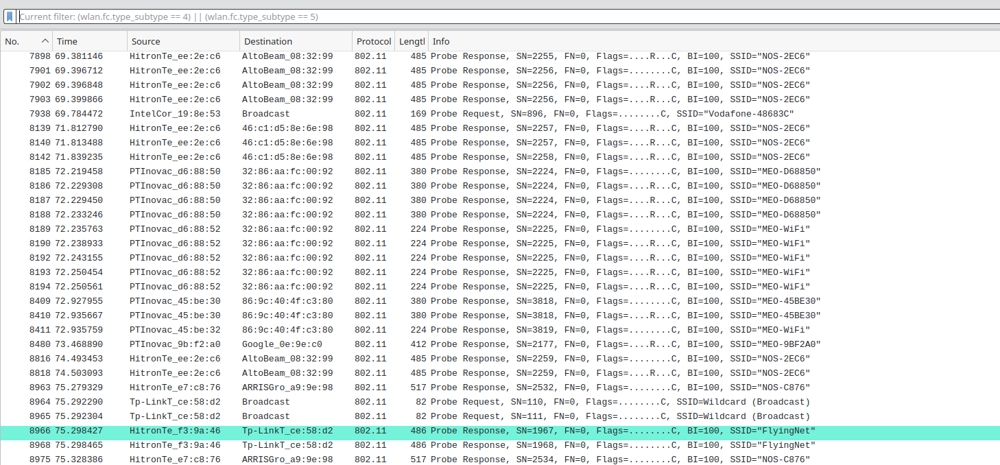 Current filter: (wlan.fc.type_subtype == 4) || (wlan.fc.type_subtype == 5)
No. Time Source Destination Protocol Lengtl Info
7898 69.381146 HitronTe_ee:2e:c6 AltoBeam_08:32:99 802.11 485 Probe Response, SN=2255, FN=0, Flags=....R...C, BI=100, SSID="NOS-2EC6"
7901 69.396712 HitronTe_ee:2e:c6 AltoBeam_08:32:99 802.11 485 Probe Response, SN=2256, FN=0, Flags=....R...C, BI=100, SSID="NOS-2EC6"
7902 69.396848 HitronTe_ee:2e:c6 AltoBeam_08:32:99 802.11 485 Probe Response, SN=2256, FN=0, Flags=....R...C, BI=100, SSID="NOS-2EC6"
7903 69.399866 HitronTe_ee:2e:c6 AltoBeam_08:32:99 802.11 485 Probe Response, SN=2256, FN=0, Flags=....R...C, BI=100, SSID="NOS-2EC6"
7938 69.784472 IntelCor_19:8e:53 Broadcast 802.11 169 Probe Request, SN=896, FN=0, Flags=........C, SSID="Vodafone-48683C"
8139 71.812790 HitronTe_ee:2e:c6 46:c1:d5:8e:6e:98 802.11 485 Probe Response, SN=2257, FN=0, Flags=....R...C, BI=100, SSID="NOS-2EC6"
8140 71.813488 HitronTe_ee:2e:c6 46:c1:d5:8e:6e:98 802.11 485 Probe Response, SN=2257, FN=0, Flags=....R...C, BI=100, SSID="NOS-2EC6"
8142 71.839235 HitronTe_ee:2e:c6 46:c1:d5:8e:6e:98 802.11 485 Probe Response, SN=2258, FN=0, Flags=....R...C, BI=100, SSID="NOS-2EC6"
8185 72.219458 PTInovac_d6:88:50 32:86:aa:fc:00:92 802.11 380 Probe Response, SN=2224, FN=0, Flags=........C, BI=100, SSID="MEO-D68850"
8186 72.229308 PTInovac_d6:88:50 32:86:aa:fc:00:92 802.11 380 Probe Response, SN=2224, FN=0, Flags=....R...C, BI=100, SSID="MEO-D68850"
8187 72.229450 PTInovac_d6:88:50 32:86:aa:fc:00:92 802.11 380 Probe Response, SN=2224, FN=0, Flags=....R...C, BI=100, SSID="MEO-D68850"
8188 72.233246 PTInovac_d6:88:50 32:86:aa:fc:00:92 802.11 380 Probe Response, SN=2224, FN=0, Flags=....R...C, BI=100, SSID="MEO-D68850"
8189 72.235763 PTInovac_d6:88:52 32:86:aa:fc:00:92 802.11 224 Probe Response, SN=2225, FN=0, Flags=........C, BI=100, SSID="MEO-WiFi"
8190 72.238933 PTInovac_d6:88:52 32:86:aa:fc:00:92 802.11 224 Probe Response, SN=2225, FN=0, Flags=....R...C, BI=100, SSID="MEO-WiFi"
8192 72.243155 PTInovac_d6:88:52 32:86:aa:fc:00:92 802.11 224 Probe Response, SN=2225, FN=0, Flags=....R...C, BI=100, SSID="MEO-WiFi"
8193 72.250454 PTInovac_d6:88:52 32:86:aa:fc:00:92 802.11 224 Probe Response, SN=2225, FN=0, Flags=....R...C, BI=100, SSID="MEO-WiFi"
8194 72.250561 PTInovac_d6:88:52 32:86:aa:fc:00:92 802.11 224 Probe Response, SN=2225, FN=0, Flags=....R...C, BI=100, SSID="MEO-WiFi"
8409 72.927955 PTInovac_45:be:30 86:9c:40:4f:c3:80 802.11 380 Probe Response, SN=3818, FN=0, Flags=........C, BI=100, SSID="MEO-45BE30"
8410 72.935667 PTInovac_45:be:30 86:9c:40:4f:c3:80 802.11 380 Probe Response, SN=3818, FN=0, Flags=....R...C, BI=100, SSID="MEO-45BE30"
8411 72.935759 PTInovac_45:be:32 86:9c:40:4f:c3:80 802.11 224 Probe Response, SN=3819, FN=0, Flags=........C, BI=100, SSID="MEO-WiFi"
8480 73.468890 PTInovac_9b:f2:a0 Google_0e:9e:c0 802.11 412 Probe Response, SN=2177, FN=0, Flags=....R...C, BI=100, SSID="MEO-9BF2A0"
8816 74.493453 HitronTe_ee:2e:c6 AltoBeam_08:32:99 802.11 485 Probe Response, SN=2259, FN=0, Flags=........C, BI=100, SSID="NOS-2EC6"
8818 74.503093 HitronTe_ee:2e:c6 AltoBeam_08:32:99 802.11 485 Probe Response, SN=2259, FN=0, Flags=....R...C, BI=100, SSID="NOS-2EC6"
8963 75.279329 HitronTe_e7:c8:76 ARRISGro_a9:9e:98 802.11 517 Probe Response, SN=2532, FN=0, Flags=........C, BI=100, SSID="NOS-C876"
8964 75.292290 Tp-LinkT_ce:58:d2 Broadcast 802.11 82 Probe Request, SN=110, FN=0, Flags=........C, SSID=Wildcard (Broadcast)
8965 75.292304 Tp-LinkT_ce:58:d2 Broadcast 802.11 82 Probe Request, SN=111, FN=0, Flags=........C, SSID=Wildcard (Broadcast)
8966 75.298427 HitronTe_f3:9a:46 Tp-LinkT_ce:58:d2 802.11 486 Probe Response, SN=1967, FN=0, Flags=........C, BI=100, SSID="FlyingNet"
8968 75.298465 HitronTe_f3:9a:46 Tp-LinkT_ce:58:d2 802.11 486 Probe Response, SN=1968, FN=0, Flags=........C, BI=100, SSID="FlyingNet"
8975 75.328386 HitronTe_e7:c8:76 ARRISGro_a9:9e:98 802.11 517 Probe Response, SN=2534, FN=0, Flags=........C, BI=100, SSID="NOS-C876"